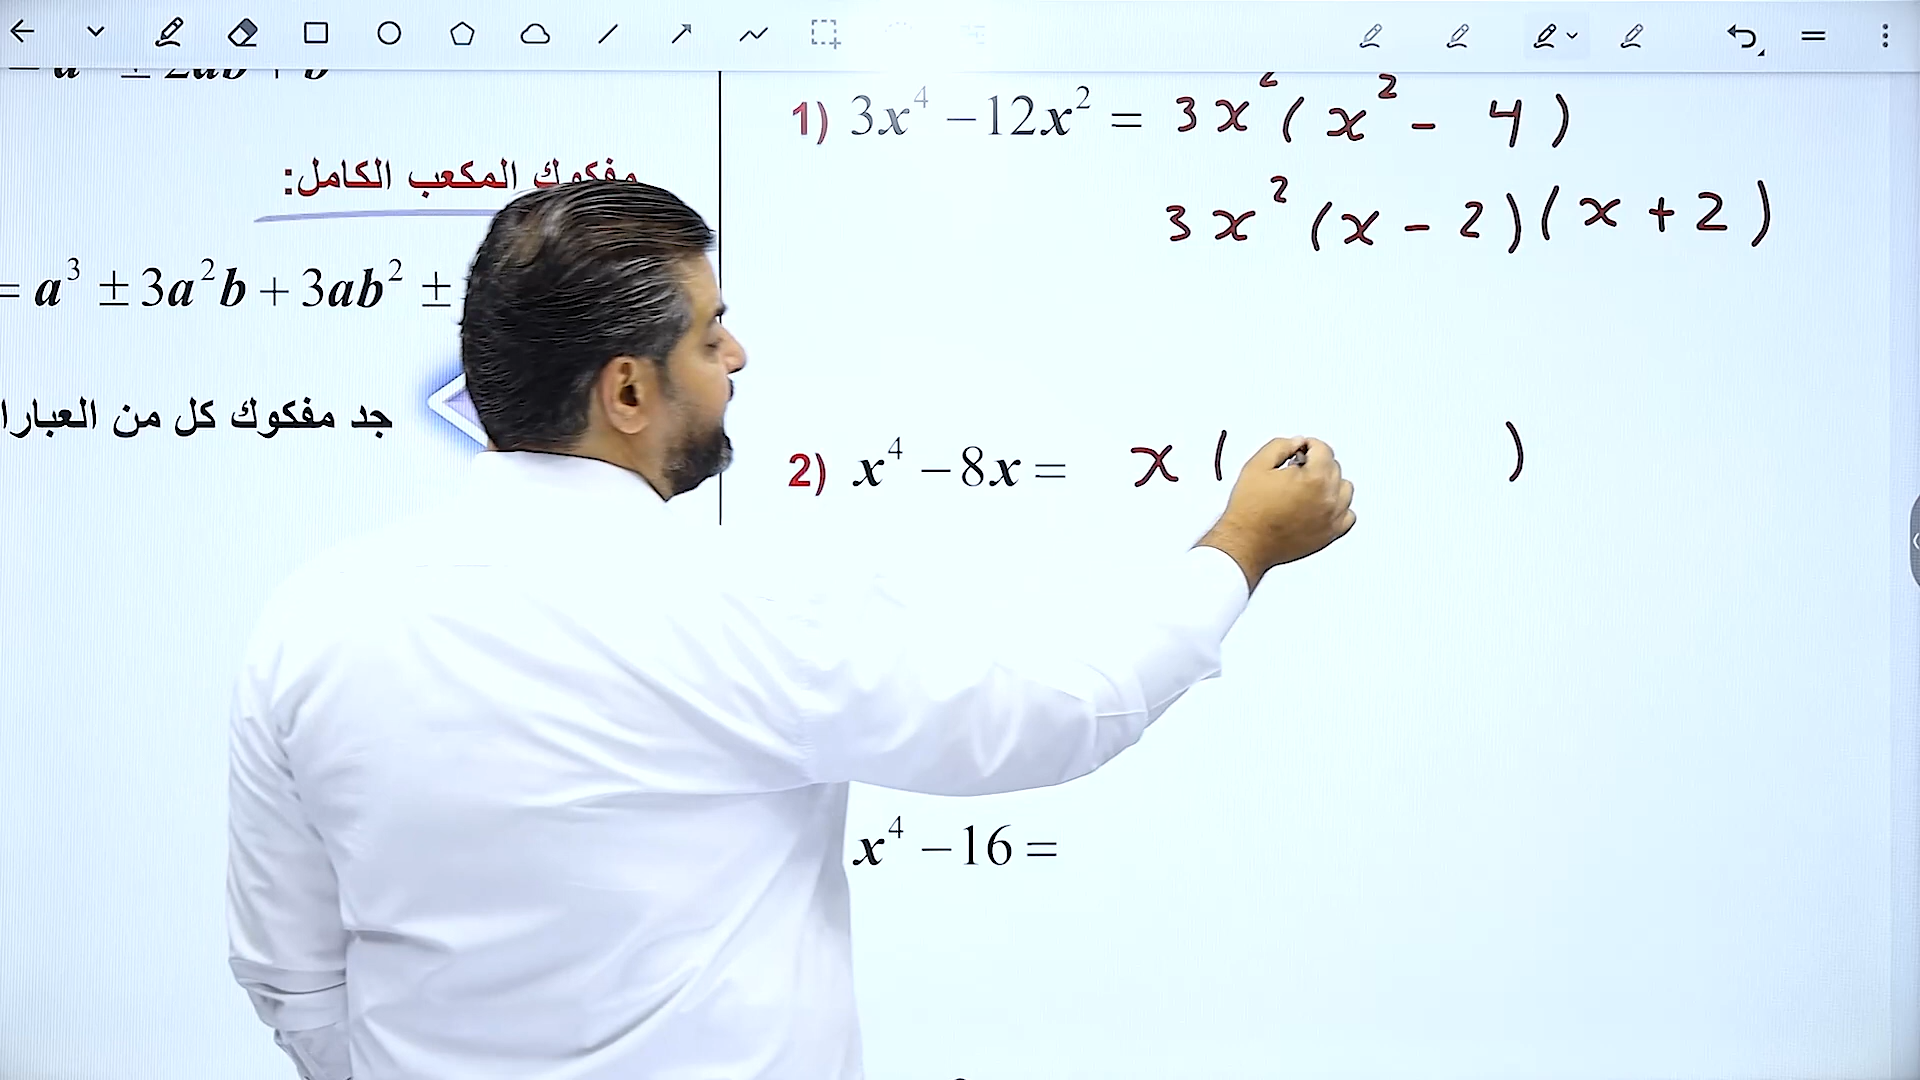 مفكوك المكعب الكامل:
= a³ ± 3a²b + 3ab² ±
جد مفكوك كل من
1) 3x⁴ − 12x² = 3x²(x² − 4)
3x²(x − 2)(x + 2)
2) x⁴ − 8x = x( )
x⁴ − 16 =